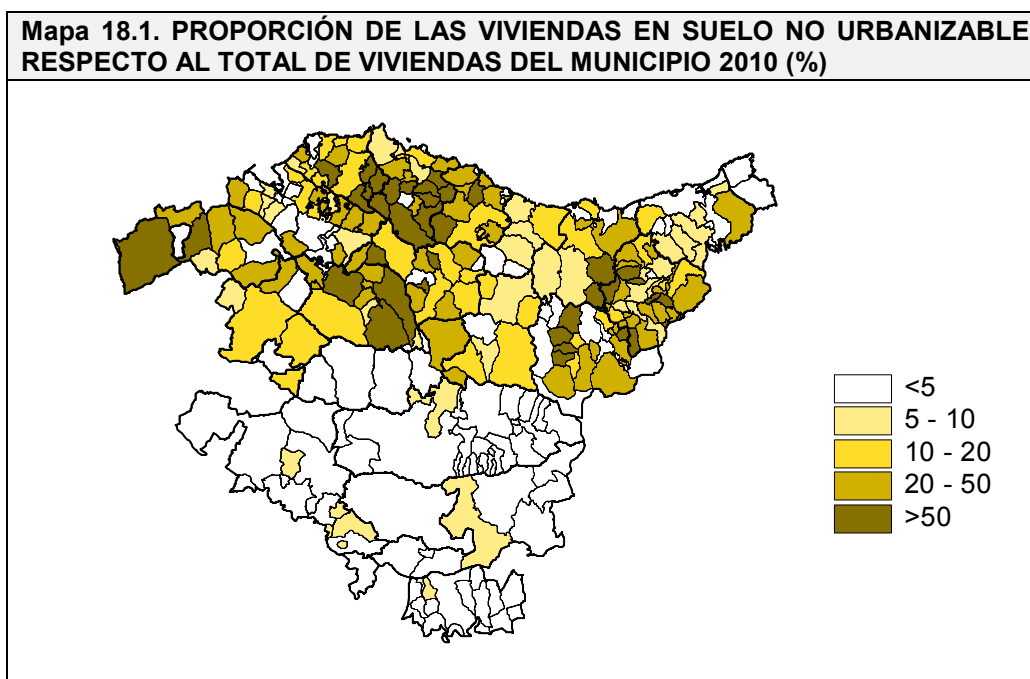 Mapa 18.1. PROPORCIÓN DE LAS VIVIENDAS EN SUELO NO URBANIZABLE
RESPECTO AL TOTAL DE VIVIENDAS DEL MUNICIPIO 2010 (%)
<5
5 - 10
10 - 20
20 - 50
>50